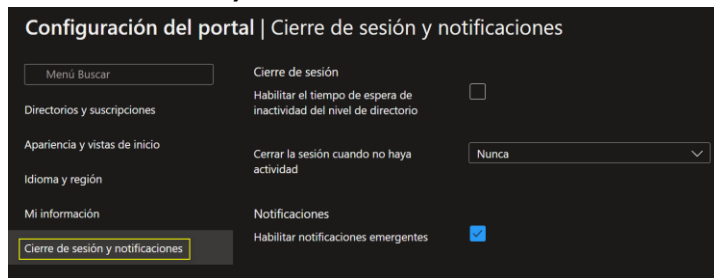 Configuración del portal | Cierre de sesión y notificaciones
Menú Buscar
Directorios y suscripciones
Apariencia y vistas de inicio
Idioma y región
Mi información
Cierre de sesión y notificaciones
Cierre de sesión
Habilitar el tiempo de espera de
inactividad del nivel de directorio
Cerrar la sesión cuando no haya
actividad
Nunca
Notificaciones
Habilitar notificaciones emergentes